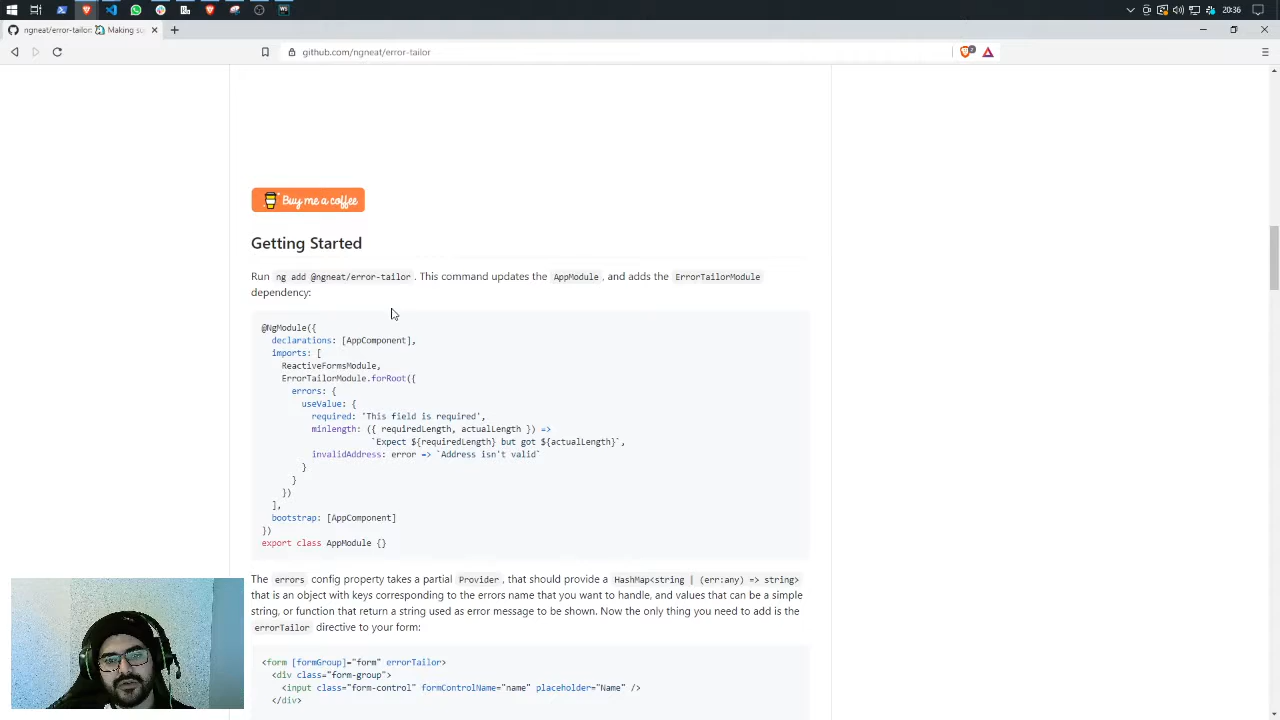 20:36
ngneat/error-tailor:
Making su
github.com/ngneat/error-tailor
Buy me a coffee
Getting Started
Run ng add @ngneat/error-tailor . This command updates the AppModule, and adds the ErrorTailorModule
dependency:
@NgModule({
declarations: [AppComponent],
imports: [
ReactiveFormsModule,
ErrorTailorModule.forRoot({
errors: {
useValue: {
required: 'This field is required',
minlength: ({ requiredLength, actualLength }) =>
`Expect ${requiredLength} but got ${actualLength}`,
invalidAddress: error => `Address isn't valid`
}
}
})
],
bootstrap: [AppComponent]
})
export class AppModule {}
The errors config property takes a partial Provider, that should provide a HashMap<string | (err:any) => string>
that is an object with keys corresponding to the errors name that you want to handle, and values that can be a simple
string, or function that return a string used as error message to be shown. Now the only thing you need to add is the
errorTailor directive to your form:
<form [formGroup]="form" errorTailor>
<div class="form-group">
<input class="form-control" formControlName="name" placeholder="Name" />
</div>